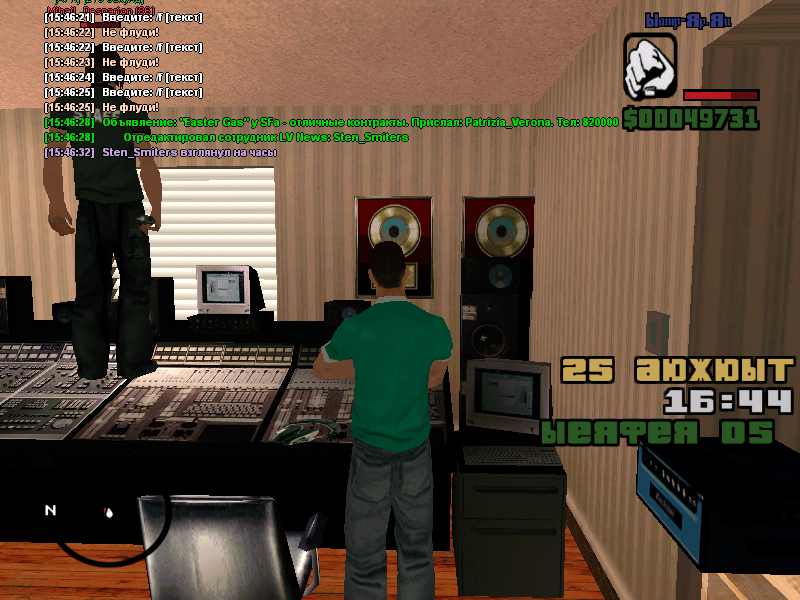 [15:46:21] Введите: /f [текст]
[15:46:22] Не флуди!
[15:46:22] Введите: /f [текст]
[15:46:23] Не флуди!
[15:46:24] Введите: /f [текст]
[15:46:25] Введите: /f [текст]
[15:46:25] Не флуди!
[15:46:28] Объявление: "Easter Gas" у SFa - отличные контракты. Прислал: Patrizia_Verona. Тел: 820000
[15:46:28] Отредактировал сотрудник LV News: Sten_Smiters
[15:46:32] Sten_Smiters взглянул на часы
$00049731
25
16:44
05
N